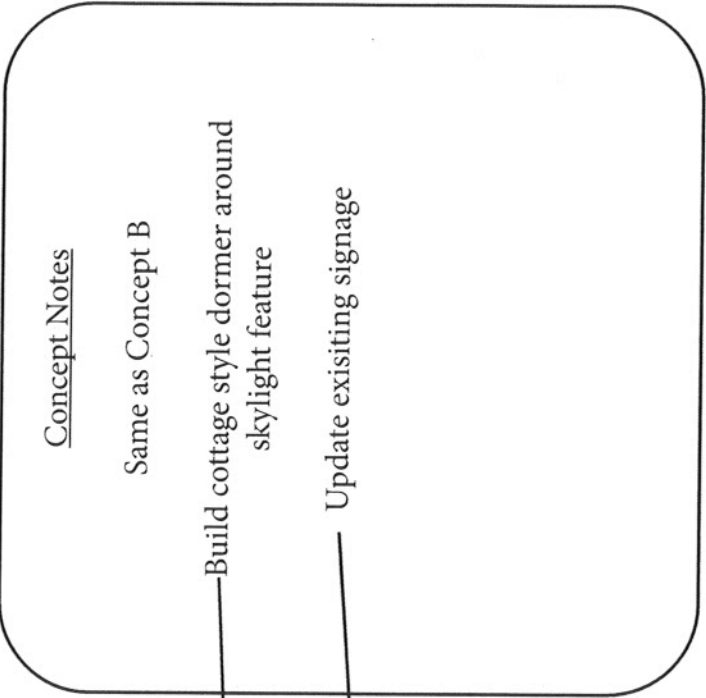 Concept Notes
Same as Concept B
Build cottage style dormer around
skylight feature
Update exisiting signage